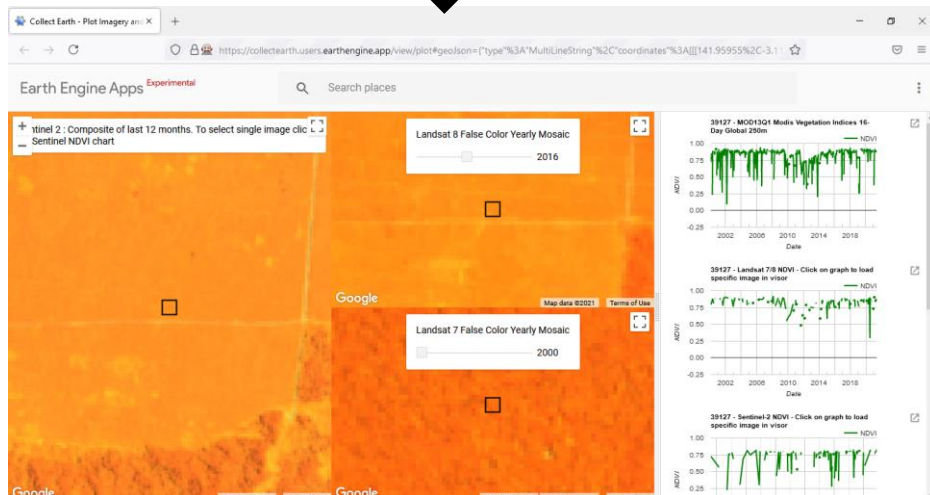 Collect Earth - Plot Imagery and
https://collectearth.users.earthengine.app/view/plot#geoJson={"type"%3A"MultiLineString"%2C"coordinates"%3A[[[141.95955%2C-3.1
Earth Engine Apps Experimental
Search places
ntinel 2 : Composite of last 12 months. To select single image clic
Sentinel NDVI chart
Google
Landsat 8 False Color Yearly Mosaic
2016
Google
Map data ©2021
Terms of Use
Landsat 7 False Color Yearly Mosaic
2000
Google
39127 - MOD13Q1 Modis Vegetation Indices 16-
Day Global 250m
NDVI
1.00
0.75
0.50
0.25
0.00
-0.25
NDVI
2002 2006 2010 2014 2018
Date
39127 - Landsat 7/8 NDVI - Click on graph to load
specific image in visor
NDVI
1.00
0.75
0.50
0.25
0.00
-0.25
NDVI
2002 2006 2010 2014 2018
Date
39127 - Sentinel-2 NDVI - Click on graph to load
specific image in visor
NDVI
1.00
0.75
0.50
0.25
NDVI